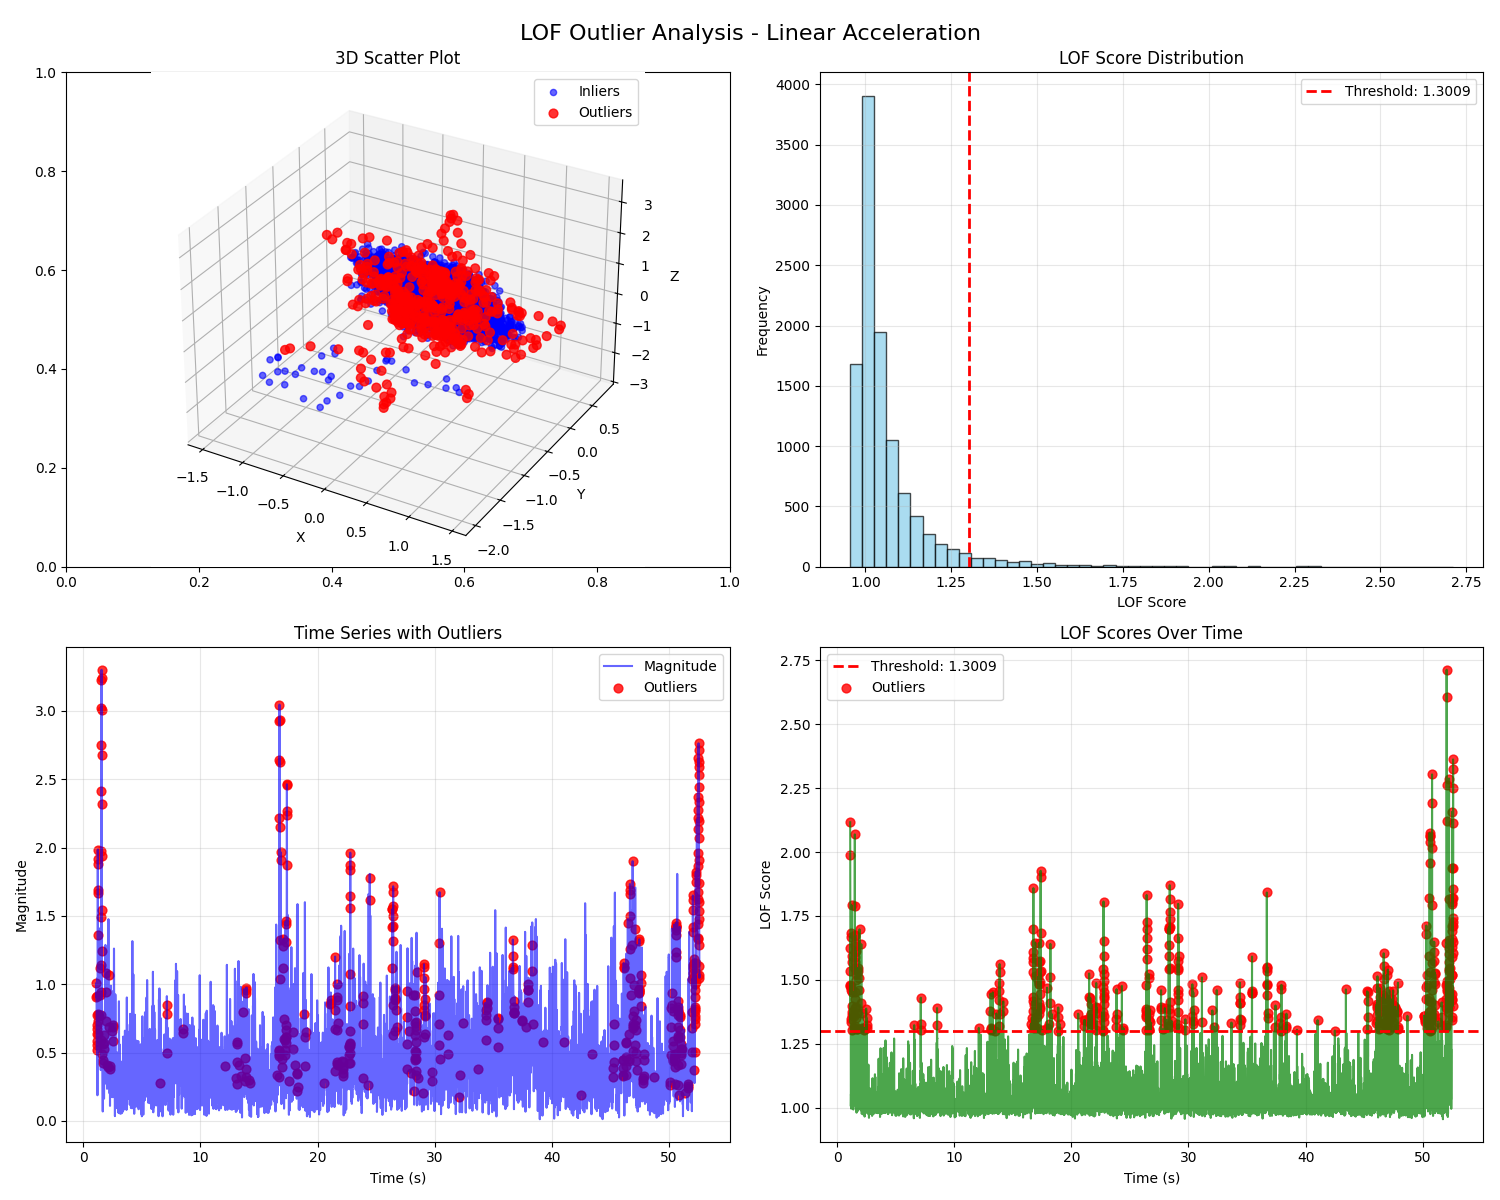 LOF Outlier Analysis - Linear Acceleration
3D Scatter Plot
Inliers
Outliers
1.0
0.8
0.6
0.4
0.2
0.0
0.0 0.2 0.4 0.6 0.8 1.0
3
2
1
0
−1
−2
−3
Z
0.5
0.0
−0.5
−1.0
−1.5
−2.0
Y
−1.5
−1.0
−0.5
0.0
0.5
1.0
1.5
X
LOF Score Distribution
Threshold: 1.3009
4000
3500
3000
2500
2000
1500
1000
500
0
Frequency
1.00 1.25 1.50 1.75 2.00 2.25 2.50 2.75
LOF Score
Time Series with Outliers
Magnitude
Outliers
3.0
2.5
2.0
1.5
1.0
0.5
0.0
Magnitude
0 10 20 30 40 50
Time (s)
LOF Scores Over Time
Threshold: 1.3009
Outliers
2.75
2.50
2.25
2.00
1.75
1.50
1.25
1.00
LOF Score
0 10 20 30 40 50
Time (s)